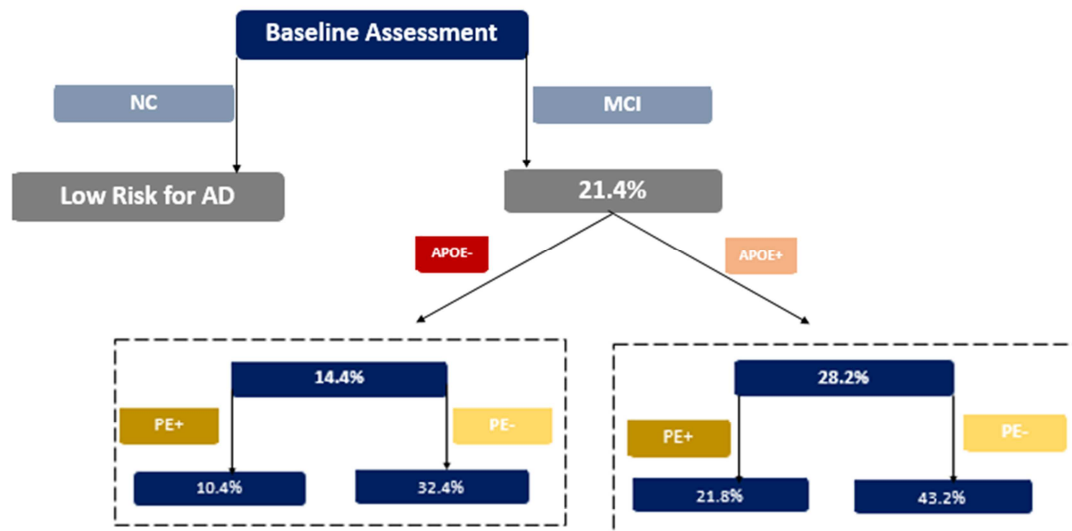 Baseline Assessment
NC
MCI
Low Risk for AD
21.4%
APOE-
APOE+
14.4%
28.2%
PE+
PE-
PE+
PE-
10.4%
32.4%
21.8%
43.2%